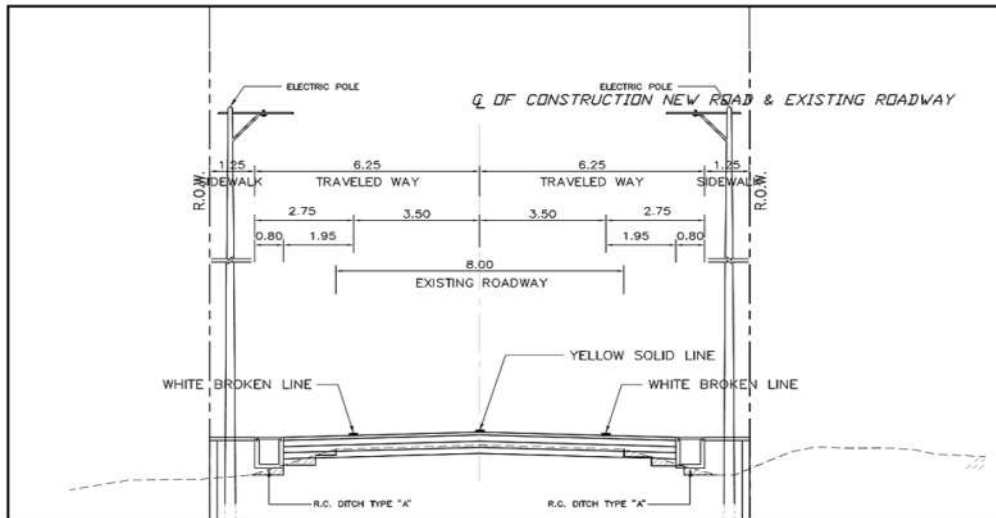 ELECTRIC POLE ELECTRIC POLE
℄ OF CONSTRUCTION NEW ROAD & EXISTING ROADWAY
1.25 6.25 6.25 1.25
SIDEWALK TRAVELED WAY TRAVELED WAY SIDEWALK
R.O.W. R.O.W.
2.75 3.50 3.50 2.75
0.80 1.95 1.95 0.80
8.00
EXISTING ROADWAY
YELLOW SOLID LINE
WHITE BROKEN LINE WHITE BROKEN LINE
R.C. DITCH TYPE "A" R.C. DITCH TYPE "A"